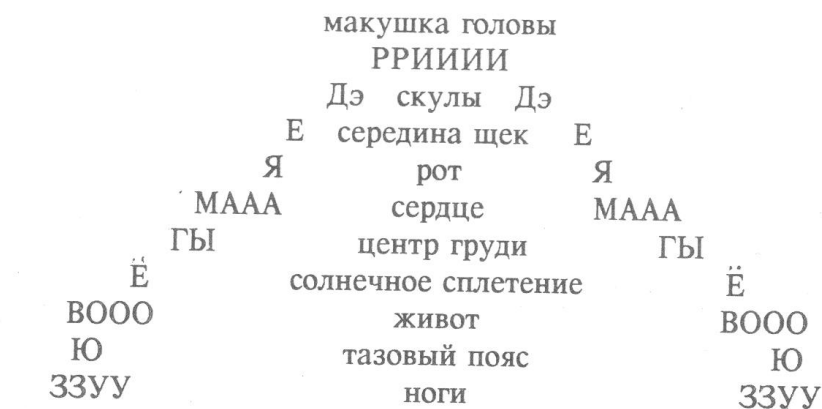 макушка головы
РРИИИИ
Дэ скулы Дэ
Е середина щек Е
Я рот Я
МААА сердце МААА
ГЫ центр груди ГЫ
Ё солнечное сплетение Ё
ВООО живот ВООО
Ю тазовый пояс Ю
ЗЗУУ ноги ЗЗУУ